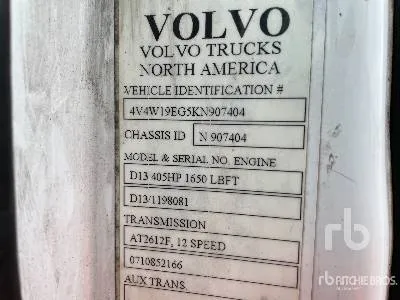 VOLVO
VOLVO TRUCKS
NORTH AMERICA
VEHICLE IDENTIFICATION #
4V4W19EG5KN907404
CHASSIS ID N 907404
MODEL & SERIAL NO. ENGINE
D13 405HP 1650 LBFT
D13/1198081
TRANSMISSION
AT2612F, 12 SPEED
0710852166
AUX TRANS
rb
RITCHIE BROS.